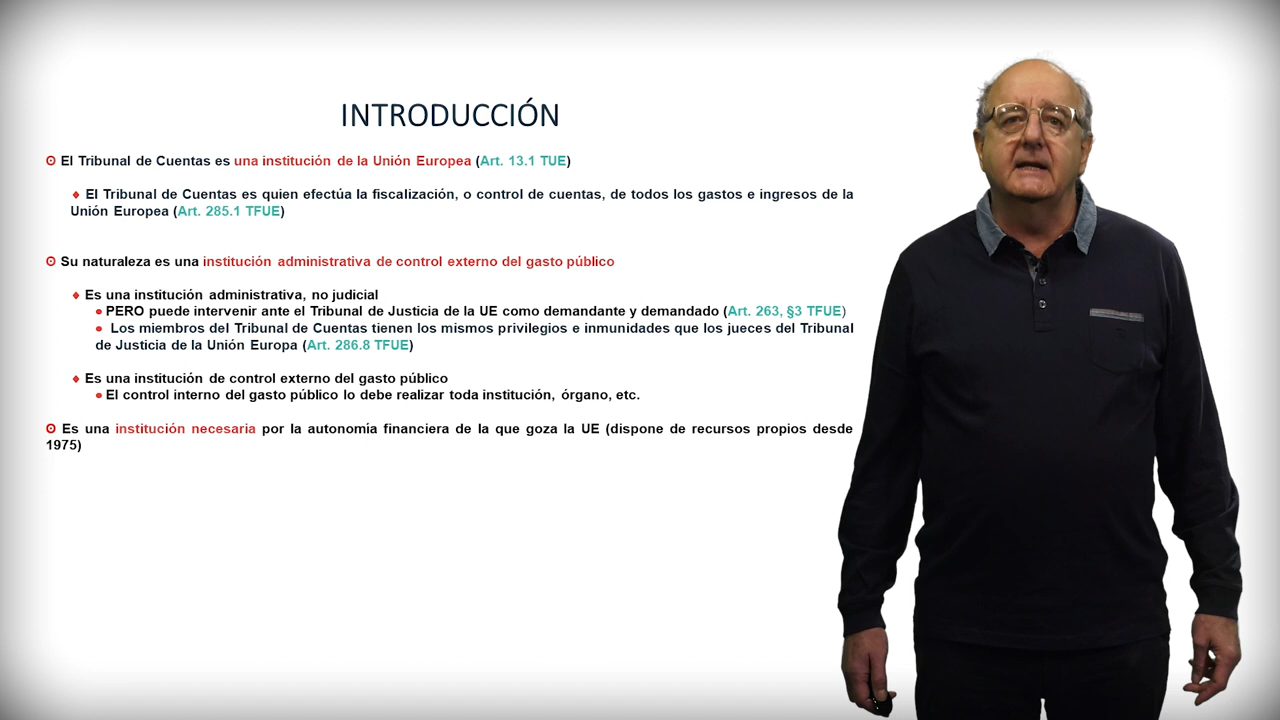 INTRODUCCIÓN
ʘ El Tribunal de Cuentas es una institución de la Unión Europea (Art. 13.1 TUE)
♦ El Tribunal de Cuentas es quien efectúa la fiscalización, o control de cuentas, de todos los gastos e ingresos de la
Unión Europea (Art. 285.1 TFUE)
ʘ Su naturaleza es una institución administrativa de control externo del gasto público
♦ Es una institución administrativa, no judicial
● PERO puede intervenir ante el Tribunal de Justicia de la UE como demandante y demandado (Art. 263, §3 TFUE)
● Los miembros del Tribunal de Cuentas tienen los mismos privilegios e inmunidades que los jueces del Tribunal
de Justicia de la Unión Europa (Art. 286.8 TFUE)
♦ Es una institución de control externo del gasto público
● El control interno del gasto público lo debe realizar toda institución, órgano, etc.
ʘ Es una institución necesaria por la autonomía financiera de la que goza la UE (dispone de recursos propios desde
1975)